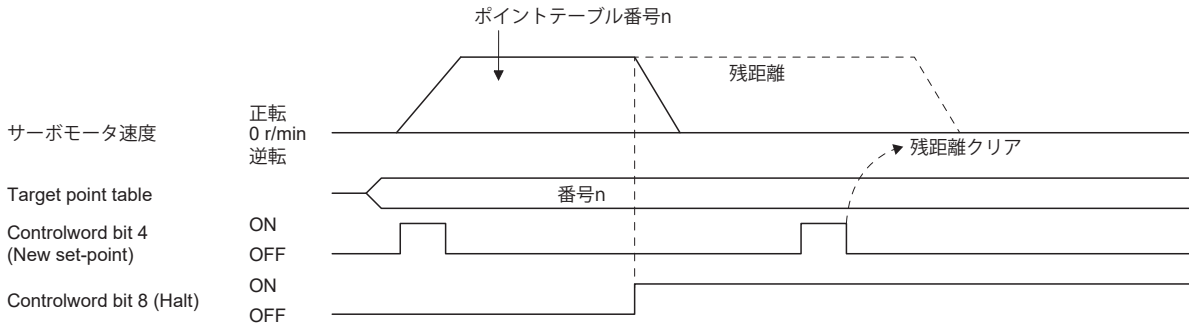 ポイントテーブル番号n
残距離
サーボモータ速度
正転
0 r/min
逆転
残距離クリア
Target point table
番号n
Controlword bit 4
(New set-point)
ON
OFF
Controlword bit 8 (Halt)
ON
OFF